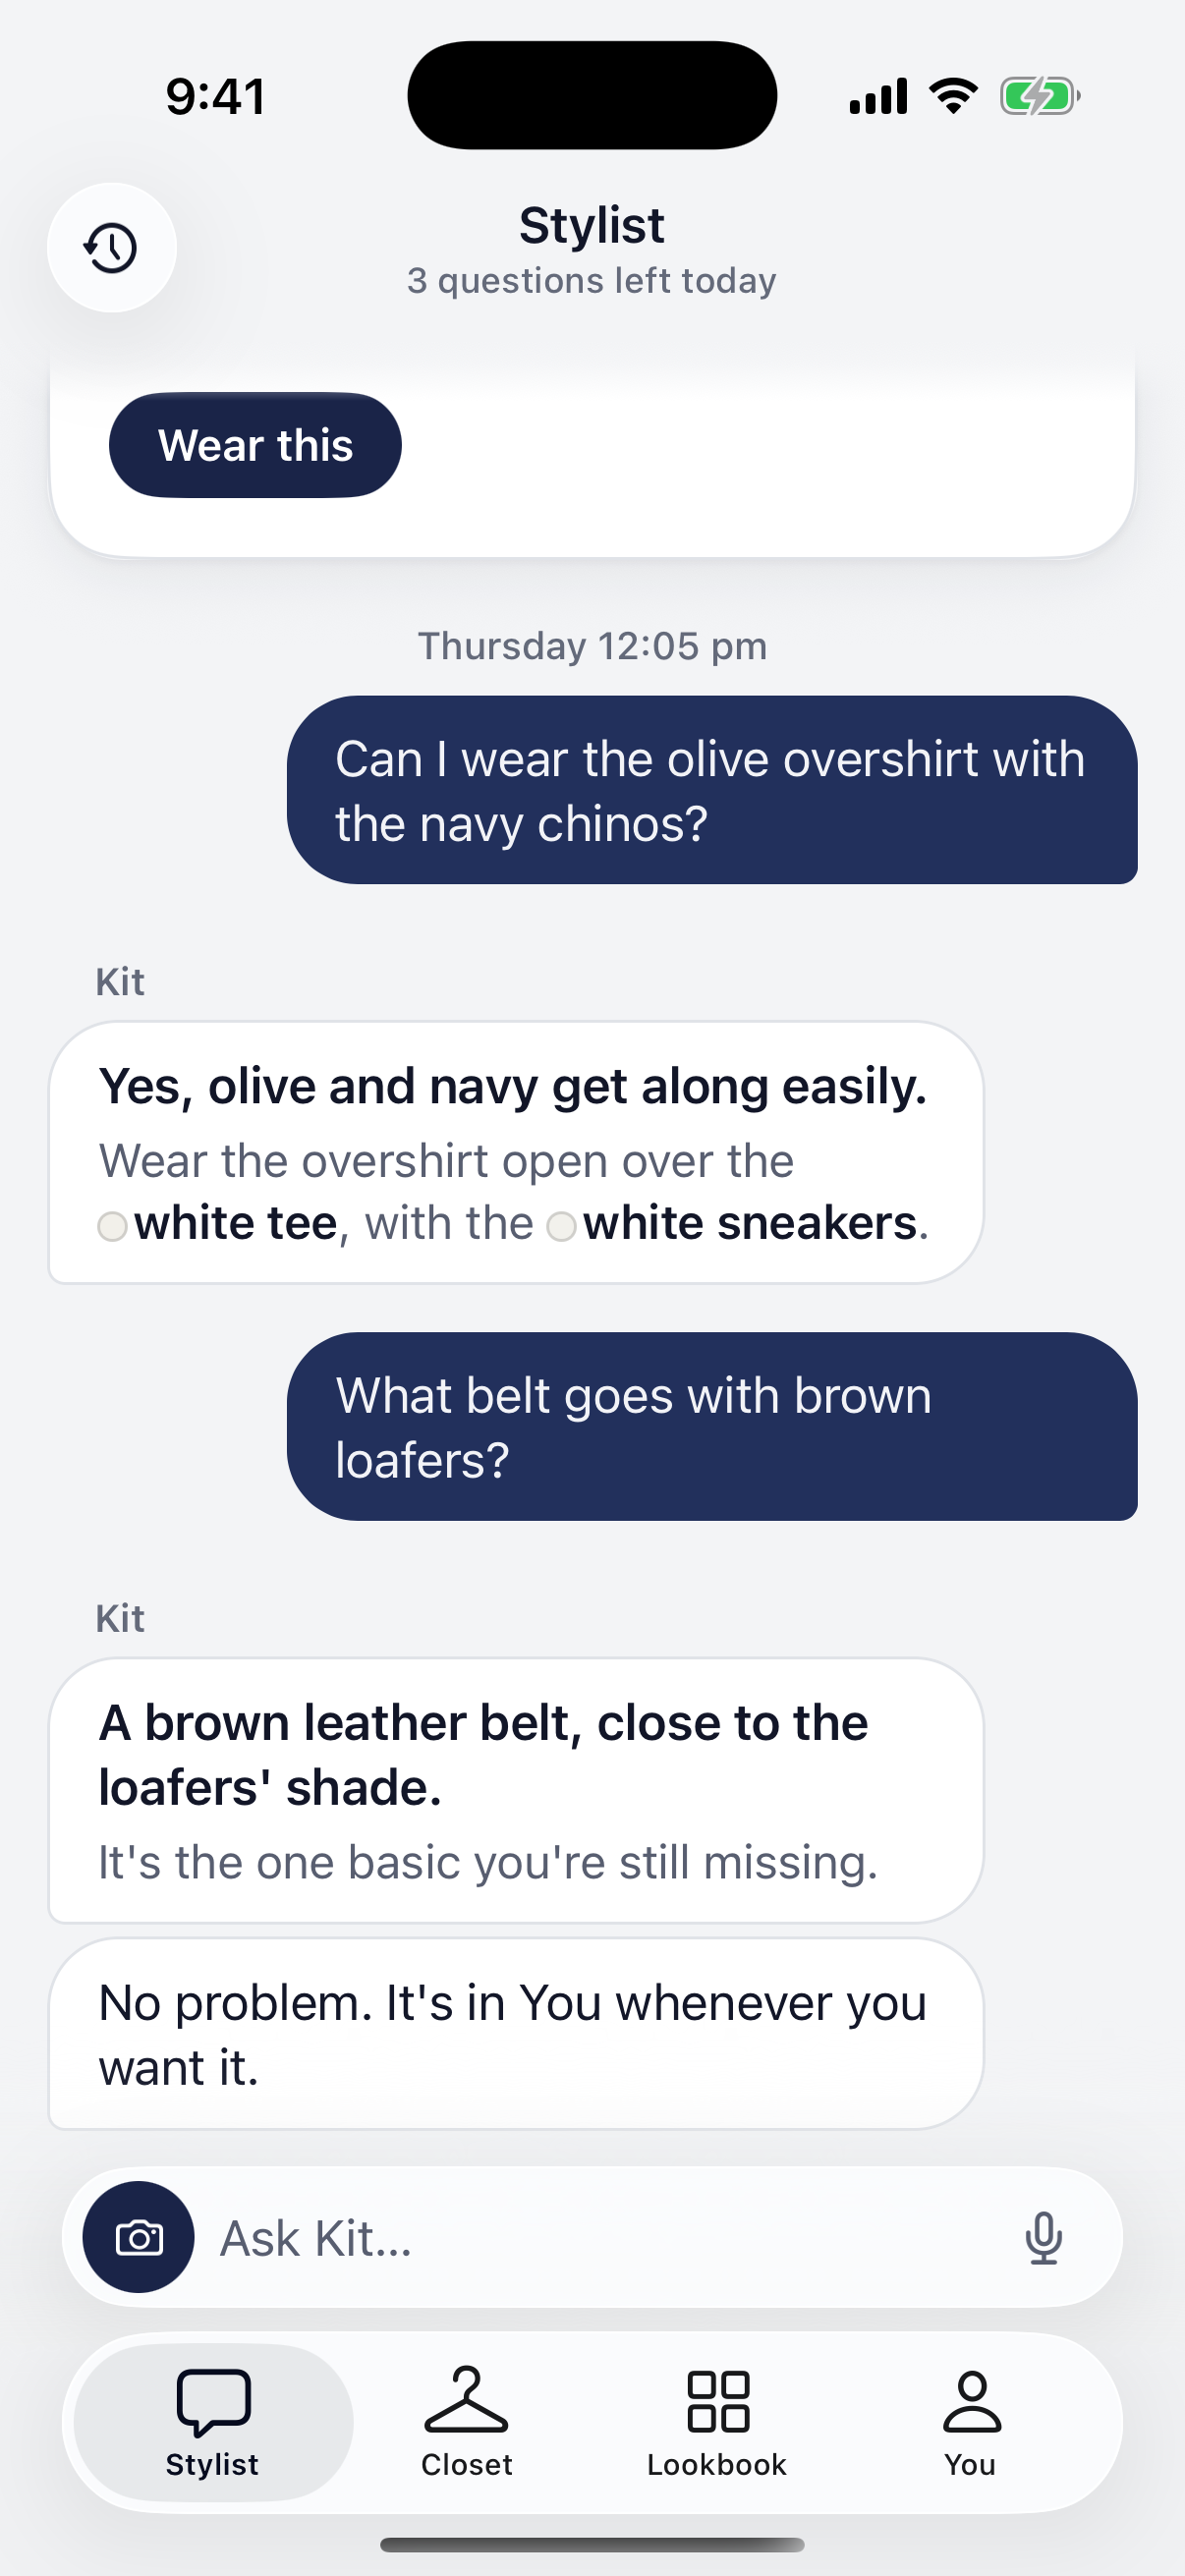 9:41
Stylist
3 questions left today
Wear this
Thursday 12:05 pm
Can I wear the olive overshirt with
the navy chinos?
Kit
Yes, olive and navy get along easily.
Wear the overshirt open over the
white tee, with the white sneakers.
What belt goes with brown
loafers?
Kit
A brown leather belt, close to the
loafers' shade.
It's the one basic you're still missing.
No problem. It's in You whenever you
want it.
Ask Kit...
Stylist
Closet
Lookbook
You